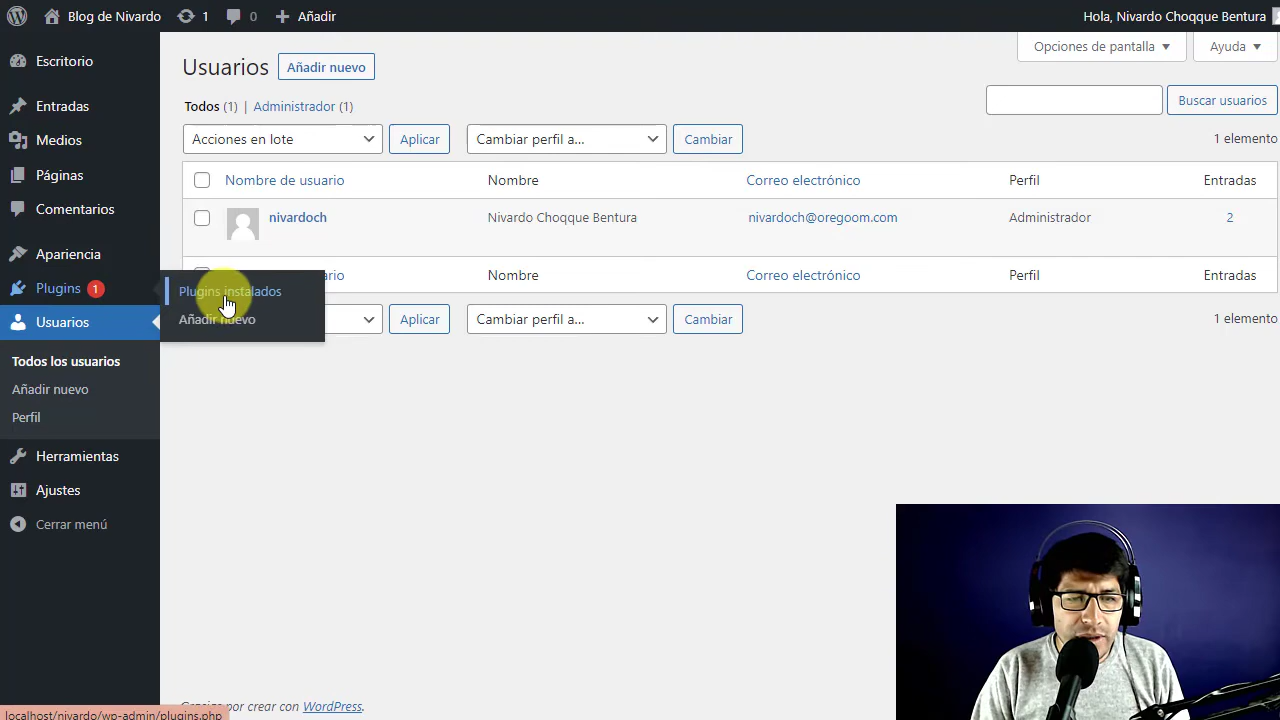 Blog de Nivardo 1 0 Añadir Hola, Nivardo Choqque Bentura
Opciones de pantalla Ayuda
Escritorio
Entradas
Medios
Páginas
Comentarios
Apariencia
Plugins 1
Usuarios
Todos los usuarios
Añadir nuevo
Perfil
Herramientas
Ajustes
Cerrar menú
Plugins instalados
Añadir nuevo
Usuarios Añadir nuevo
Todos (1) | Administrador (1)
Buscar usuarios
Acciones en lote Aplicar Cambiar perfil a... Cambiar 1 elemento
Nombre de usuario Nombre Correo electrónico Perfil Entradas
nivardoch Nivardo Choqque Bentura nivardoch@oregoom.com Administrador 2
Nombre Correo electrónico Perfil Entradas
Aplicar Cambiar perfil a... Cambiar 1 elemento
por crear con WordPress.
localhost/nivardo/wp-admin/plugins.php